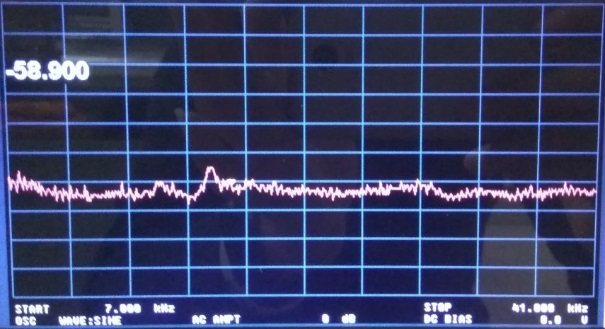 -58.900
START 7.000 kHz STOP 41.000 kHz
OSC WAVE:SINE AC AMPT 0 dB DC BIAS 0.0 V